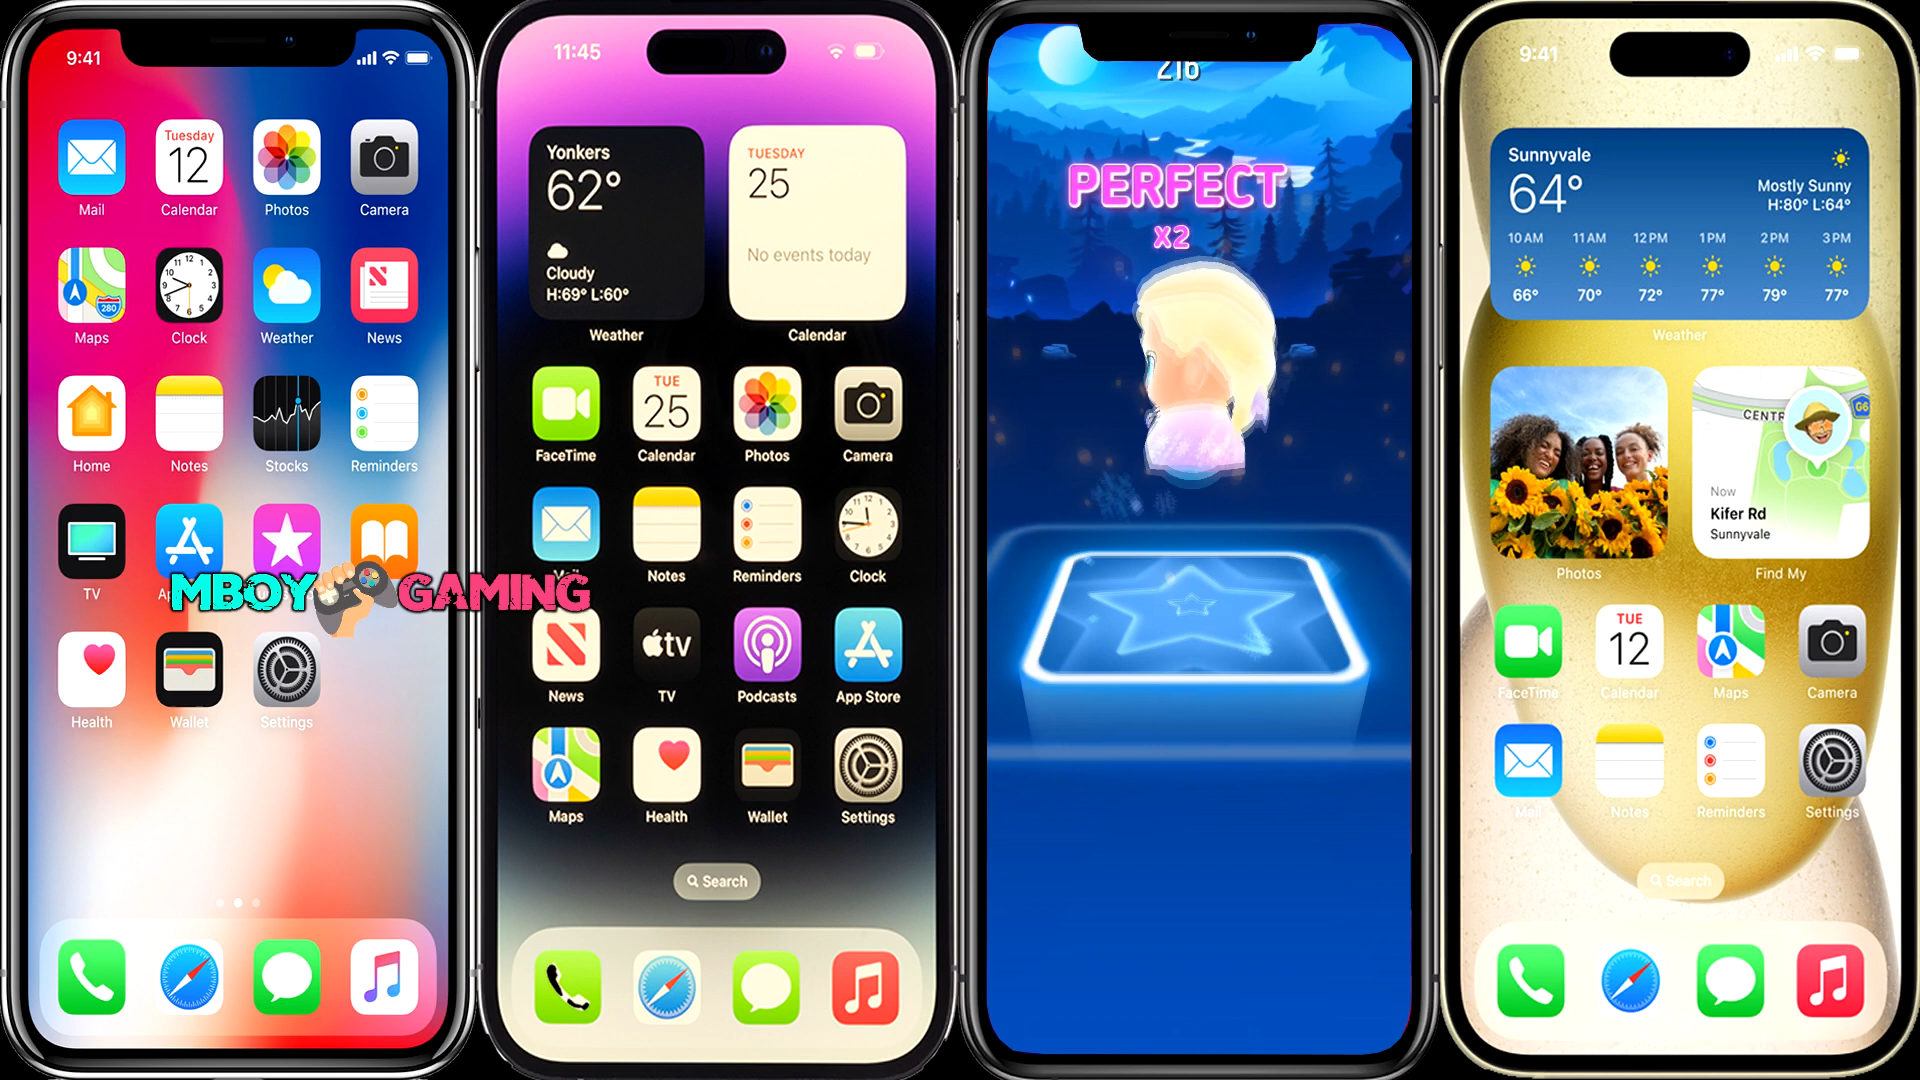 9:41
Tuesday
12
Mail
Calendar
Photos
Camera
280
Maps
Clock
Weather
News
Home
Notes
Stocks
Reminders
TV
MBOY GAMING
Health
Wallet
Settings
11:45
Yonkers
62°
Cloudy
H:69° L:60°
Weather
TUESDAY
25
No events today
Calendar
TUE
25
FaceTime
Calendar
Photos
Camera
Notes
Reminders
Clock
tv
News
TV
Podcasts
App Store
Maps
Health
Wallet
Settings
Search
216
PERFECT
x2
9:41
Sunnyvale
64°
Mostly Sunny
H:80° L:64°
10 AM 11 AM 12 PM 1 PM 2 PM 3 PM
66° 70° 72° 77° 79° 77°
Weather
Photos
CENTR
G6
Now
Kifer Rd
Sunnyvale
Find My
TUE
12
FaceTime
Calendar
Maps
Camera
Mail
Notes
Reminders
Settings
Search